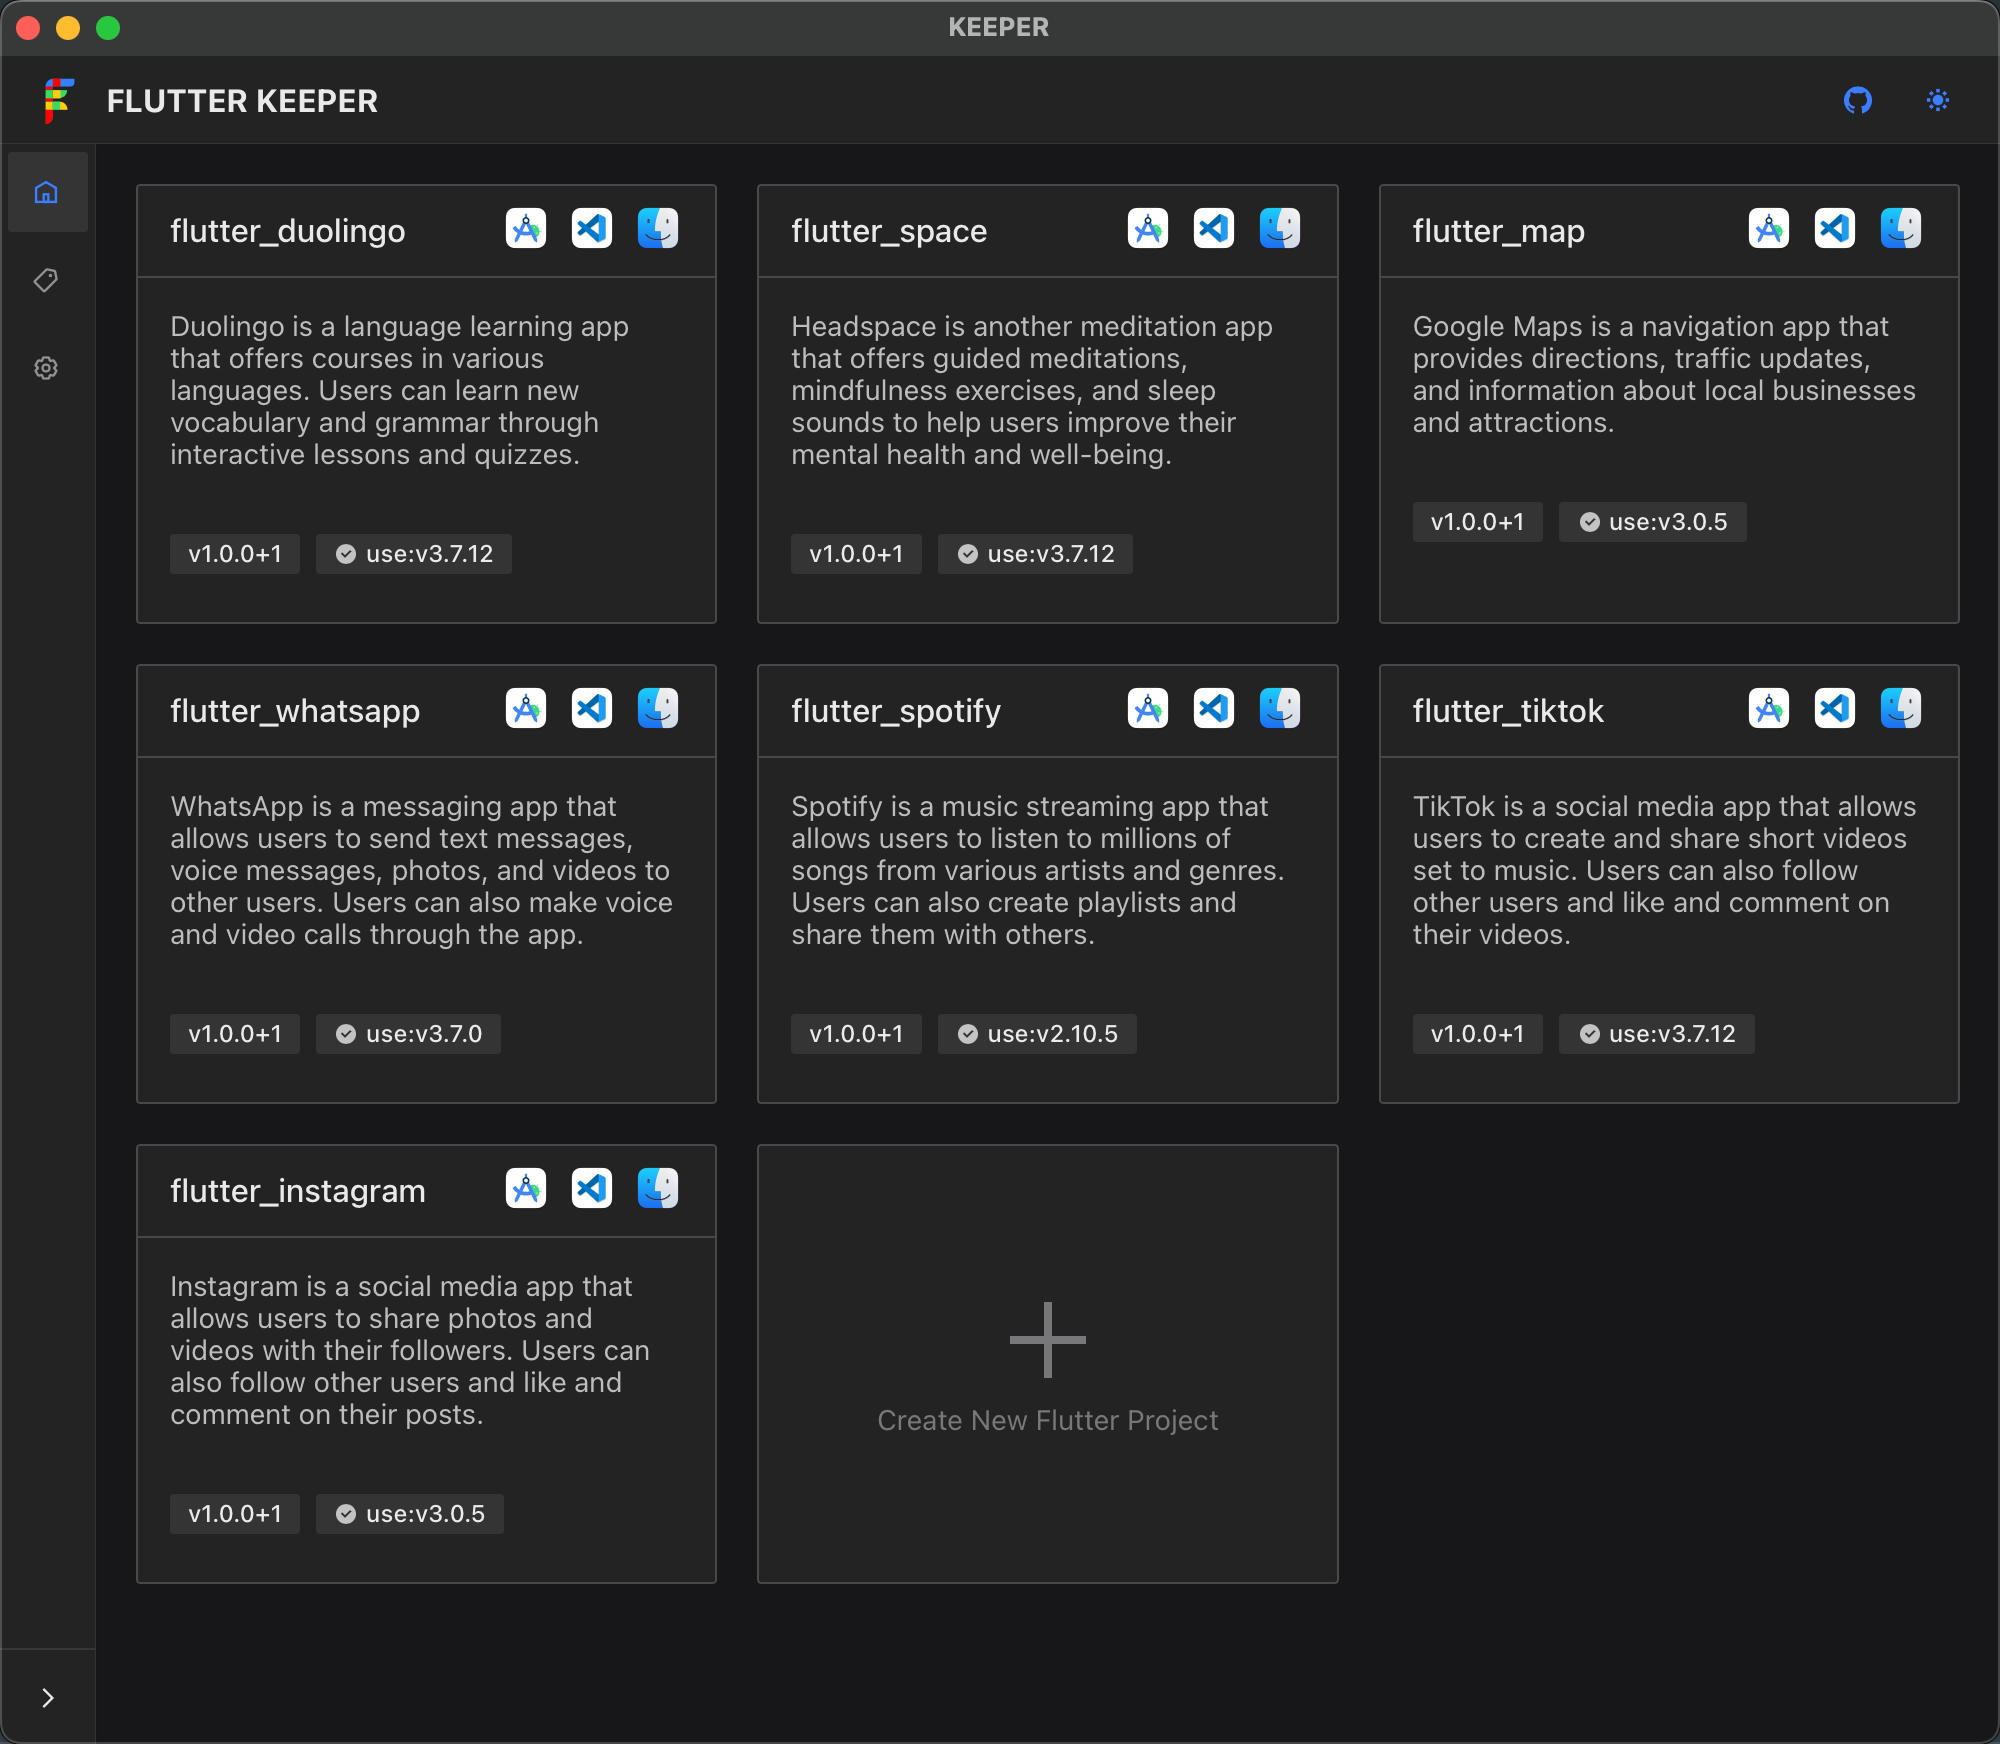 KEEPER
FLUTTER KEEPER
flutter_duolingo
Duolingo is a language learning app
that offers courses in various
languages. Users can learn new
vocabulary and grammar through
interactive lessons and quizzes.
v1.0.0+1
use:v3.7.12
flutter_space
Headspace is another meditation app
that offers guided meditations,
mindfulness exercises, and sleep
sounds to help users improve their
mental health and well-being.
v1.0.0+1
use:v3.7.12
flutter_map
Google Maps is a navigation app that
provides directions, traffic updates,
and information about local businesses
and attractions.
v1.0.0+1
use:v3.0.5
flutter_whatsapp
WhatsApp is a messaging app that
allows users to send text messages,
voice messages, photos, and videos to
other users. Users can also make voice
and video calls through the app.
v1.0.0+1
use:v3.7.0
flutter_spotify
Spotify is a music streaming app that
allows users to listen to millions of
songs from various artists and genres.
Users can also create playlists and
share them with others.
v1.0.0+1
use:v2.10.5
flutter_tiktok
TikTok is a social media app that allows
users to create and share short videos
set to music. Users can also follow
other users and like and comment on
their videos.
v1.0.0+1
use:v3.7.12
flutter_instagram
Instagram is a social media app that
allows users to share photos and
videos with their followers. Users can
also follow other users and like and
comment on their posts.
v1.0.0+1
use:v3.0.5
Create New Flutter Project